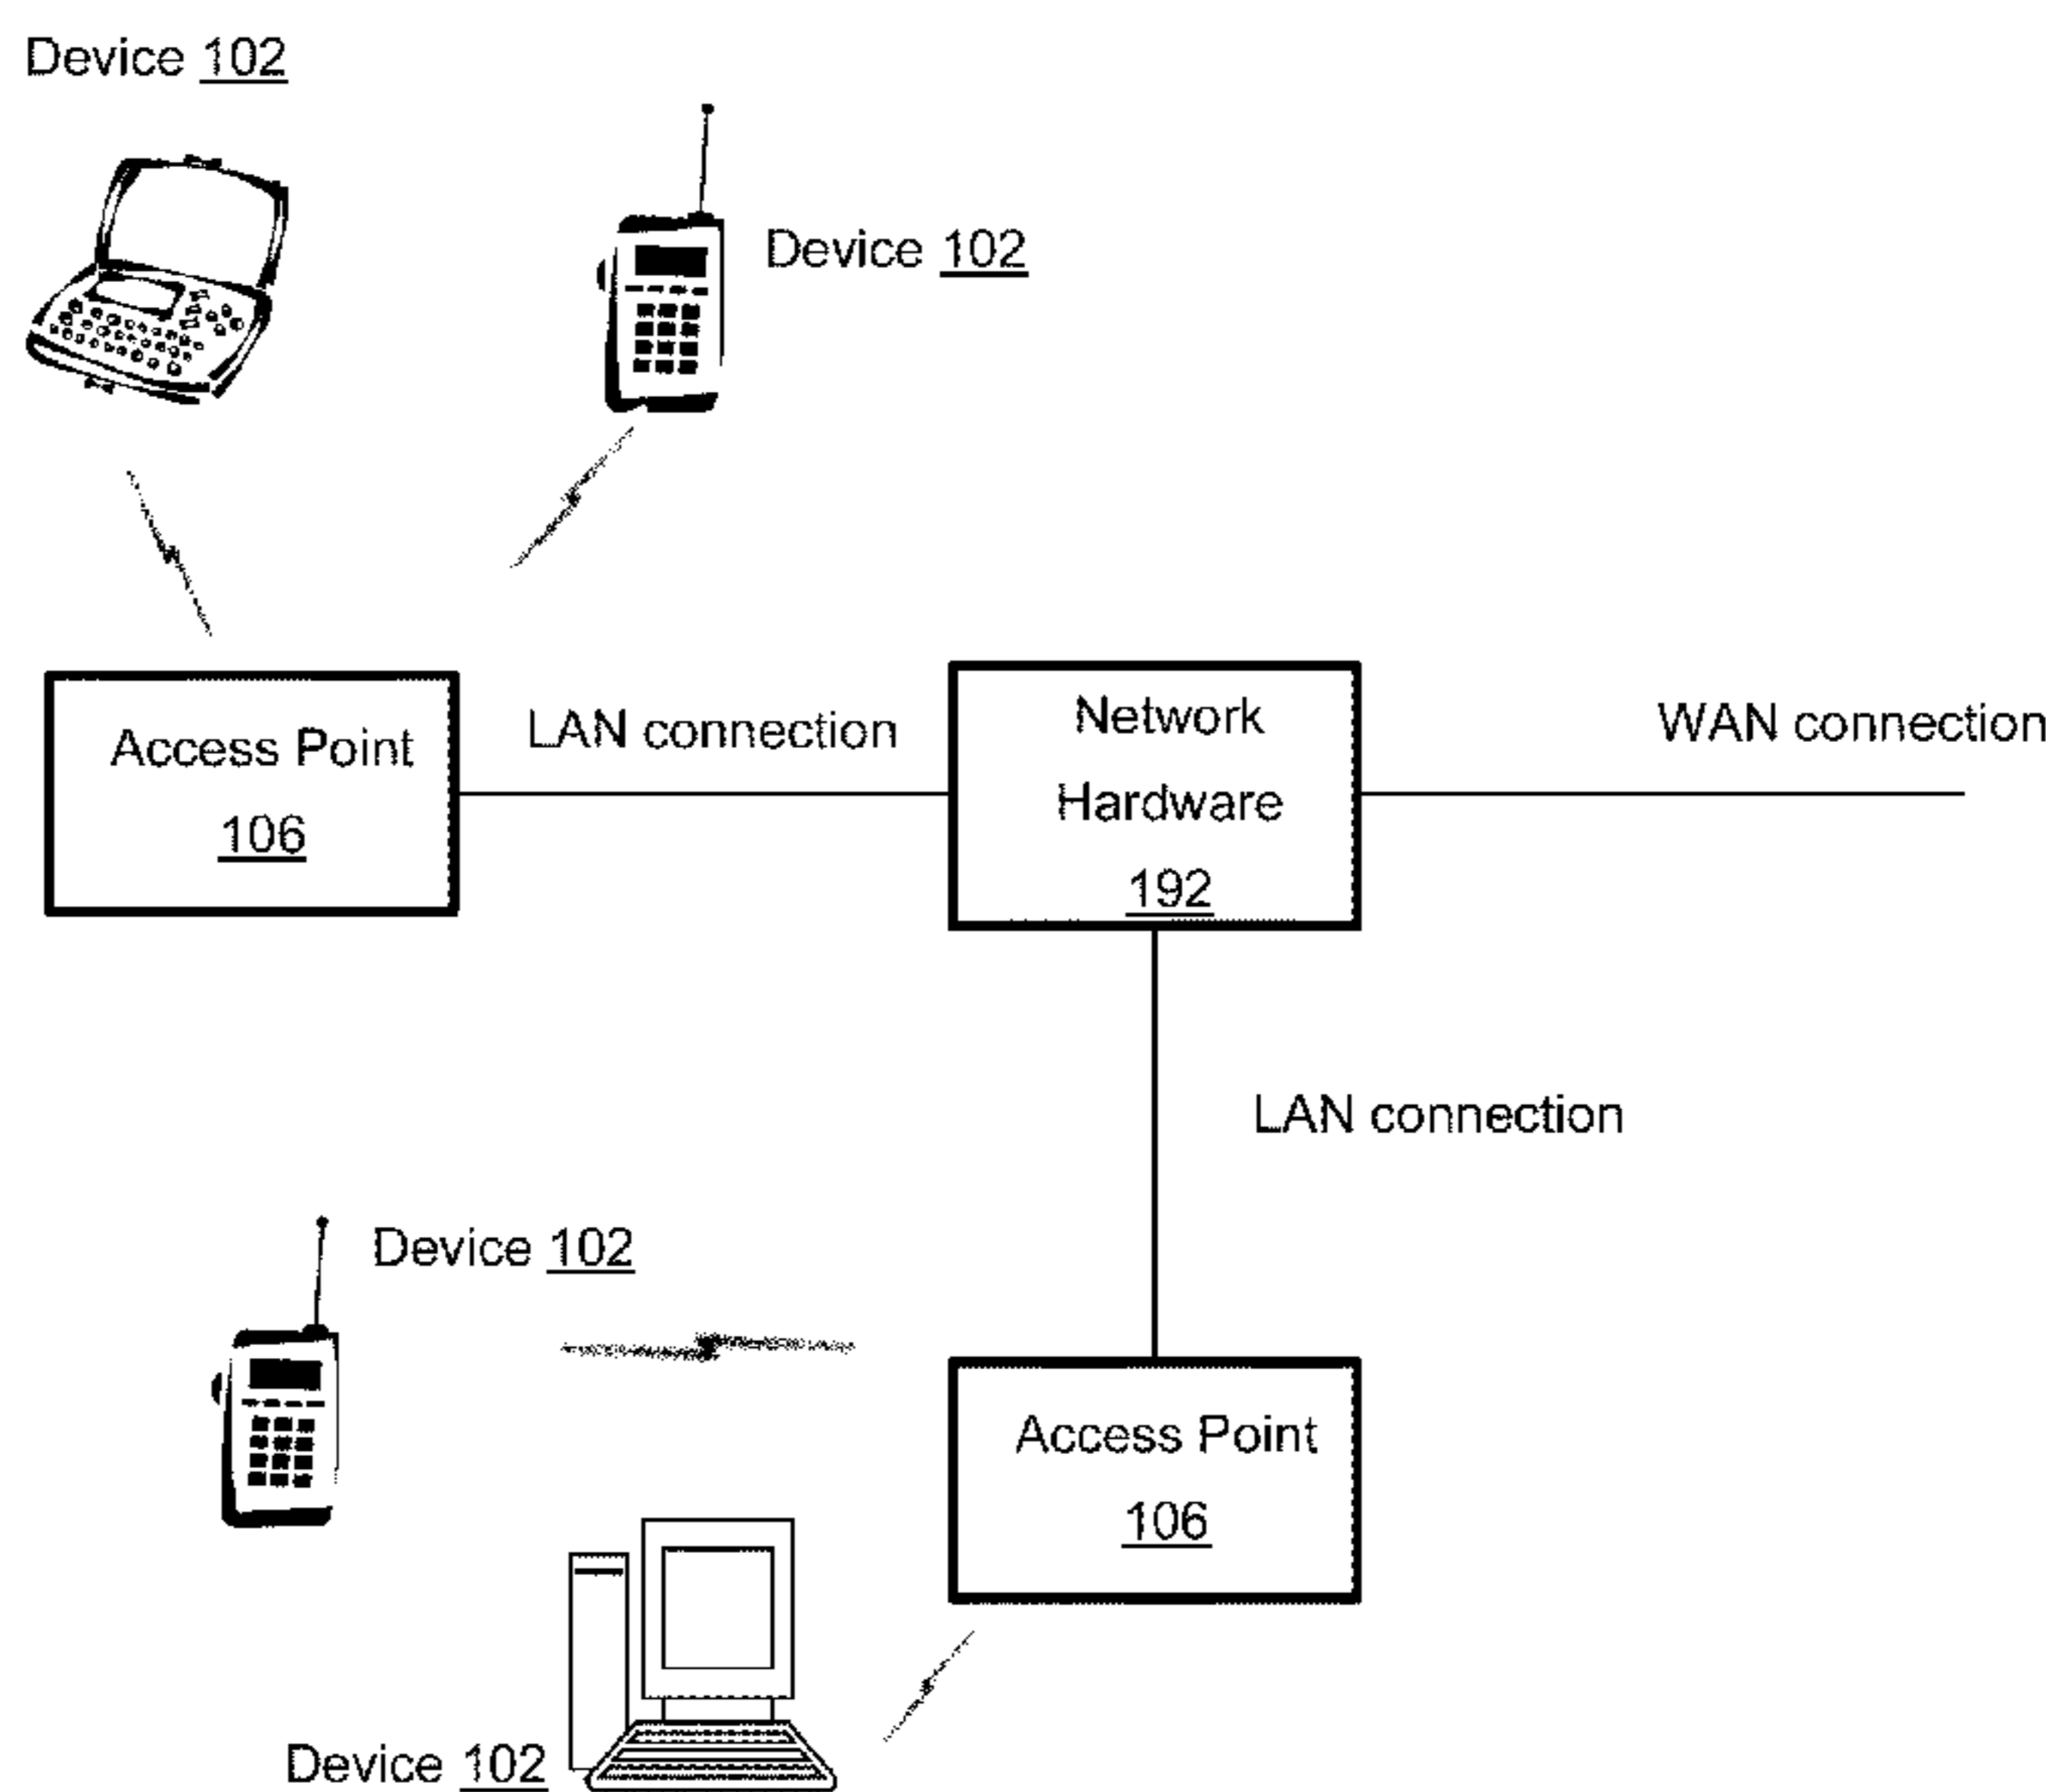 Device 102
Device 102
Access Point
106
LAN connection
Network
Hardware
192
WAN connection
LAN connection
Device 102
Access Point
106
Device 102